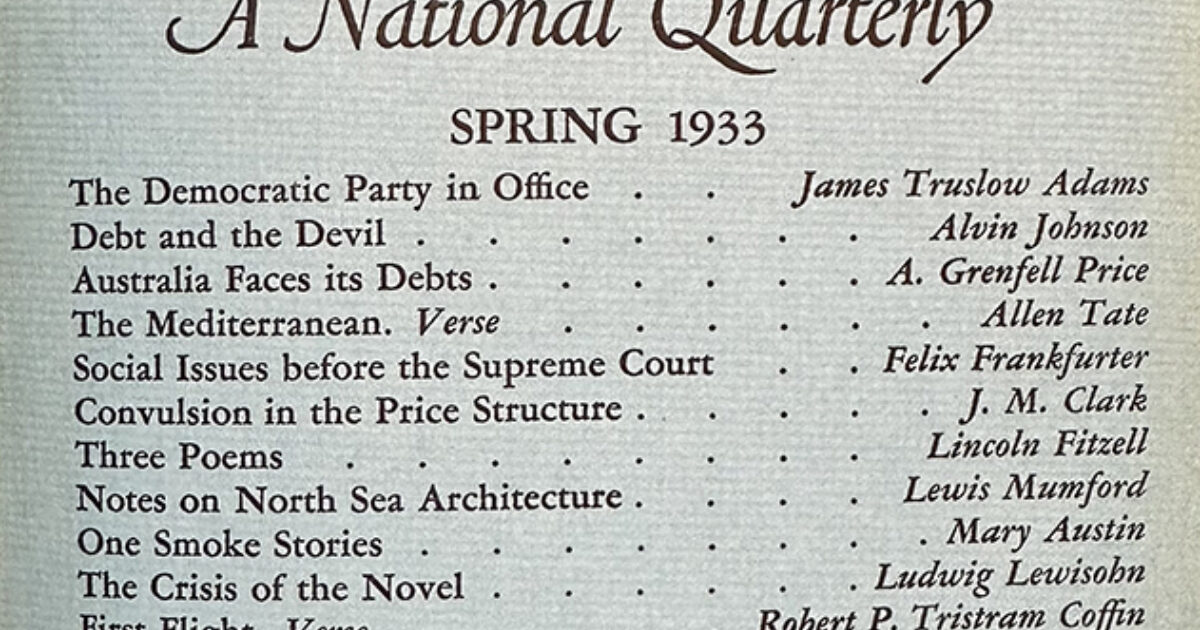 A National Quarterly
SPRING 1933
The Democratic Party in Office . . James Truslow Adams
Debt and the Devil . . . . . . . Alvin Johnson
Australia Faces its Debts . . . . . . A. Grenfell Price
The Mediterranean. Verse . . . . . . Allen Tate
Social Issues before the Supreme Court . . Felix Frankfurter
Convulsion in the Price Structure . . . . . J. M. Clark
Three Poems . . . . . . . . Lincoln Fitzell
Notes on North Sea Architecture . . . . Lewis Mumford
One Smoke Stories . . . . . . . . Mary Austin
The Crisis of the Novel . . . . . . Ludwig Lewisohn
First Flight. Verse Robert P. Tristram Coffin